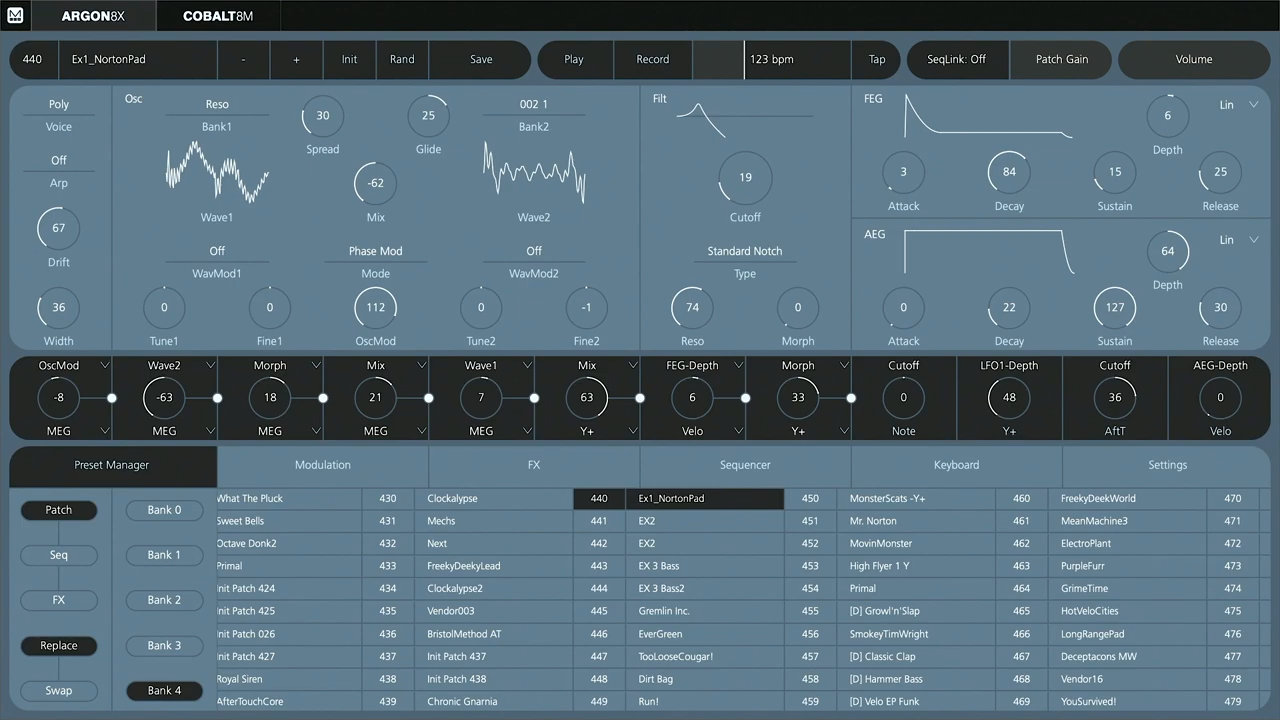 ARGON8X COBALT8M
440 Ex1_NortonPad - + Init Rand Save Play Record 123 bpm Tap SeqLink: Off Patch Gain Volume
Poly
Voice
Off
Arp
67
Drift
36
Width
Osc
Reso
Bank1
30
Spread
25
Glide
002 1
Bank2
Wave1
-62
Mix
Wave2
Off
WavMod1
Phase Mod
Mode
Off
WavMod2
0
Tune1
0
Fine1
112
OscMod
0
Tune2
-1
Fine2
Filt
19
Cutoff
Standard Notch
Type
74
Reso
0
Morph
FEG
6
Depth
Lin
3
Attack
84
Decay
15
Sustain
25
Release
AEG
64
Depth
Lin
0
Attack
22
Decay
127
Sustain
30
Release
OscMod Wave2 Morph Mix Wave1 Mix FEG-Depth Morph Cutoff LFO1-Depth Cutoff AEG-Depth
-8 -63 18 21 7 63 6 33 0 48 36 0
MEG MEG MEG MEG MEG Y+ Velo Y+ Note Y+ AftT Velo
Preset Manager Modulation FX Sequencer Keyboard Settings
Patch
Seq
FX
Replace
Swap
Bank 0
Bank 1
Bank 2
Bank 3
Bank 4
What The Pluck 430 Clockalypse 440 Ex1_NortonPad 450 MonsterScats -Y+ 460 FreekyDeekWorld 470
Sweet Bells 431 Mechs 441 EX2 451 Mr. Norton 461 MeanMachine3 471
Octave Donk2 432 Next 442 EX2 452 MovinMonster 462 ElectroPlant 472
Primal 433 FreekyDeekyLead 443 EX 3 Bass 453 High Flyer 1 Y 463 PurpleFurr 473
Init Patch 424 434 Clockalypse2 444 EX 3 Bass2 454 Primal 464 GrimeTime 474
Init Patch 425 435 Vendor003 445 Gremlin Inc. 455 [D] Growl'n'Slap 465 HotVeloCities 475
Init Patch 026 436 BristolMethod AT 446 EverGreen 456 SmokeyTimWright 466 LongRangePad 476
Init Patch 427 437 Init Patch 437 447 TooLooseCougar! 457 [D] Classic Clap 467 Deceptacons MW 477
Royal Siren 438 Init Patch 438 448 Dirt Bag 458 [D] Hammer Bass 468 Vendor16 478
AfterTouchCore 439 Chronic Gnarnia 449 Run! 459 [D] Velo EP Funk 469 YouSurvived! 479